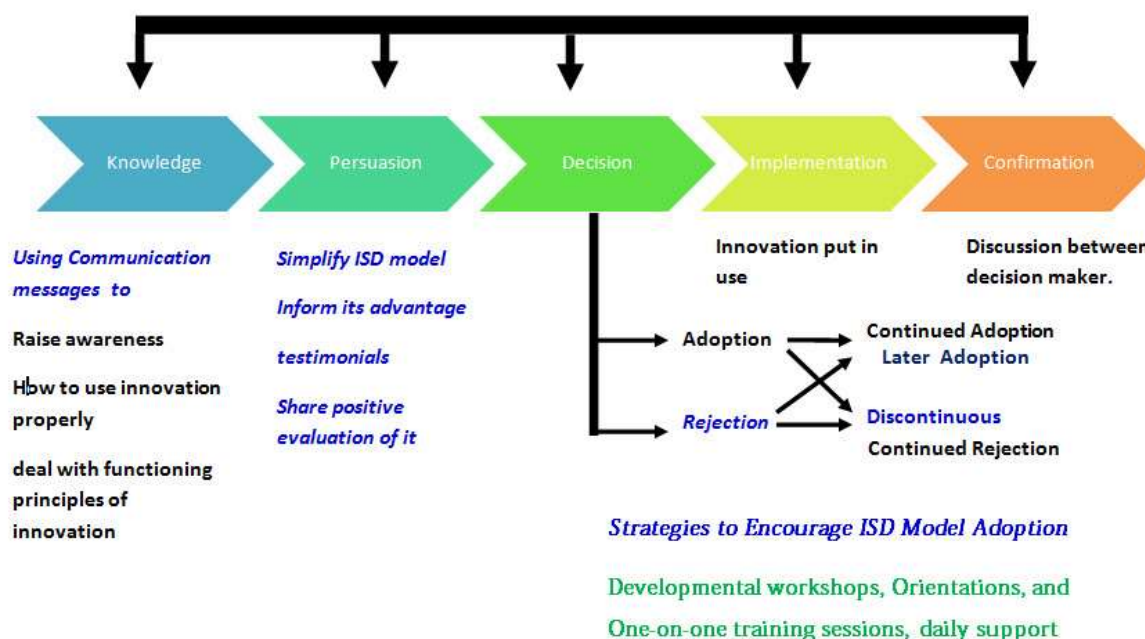 Knowledge
Persuasion
Decision
Implementation
Confirmation
Using Communication
messages to
Raise awareness
How to use innovation
properly
deal with functioning
principles of
innovation
Simplify ISD model
Inform its advantage
testimonials
Share positive
evaluation of it
Innovation put in
use
Discussion between
decision maker.
Adoption
Rejection
Continued Adoption
Later Adoption
Discontinuous
Continued Rejection
Strategies to Encourage ISD Model Adoption
Developmental workshops, Orientations, and
One-on-one training sessions, daily support